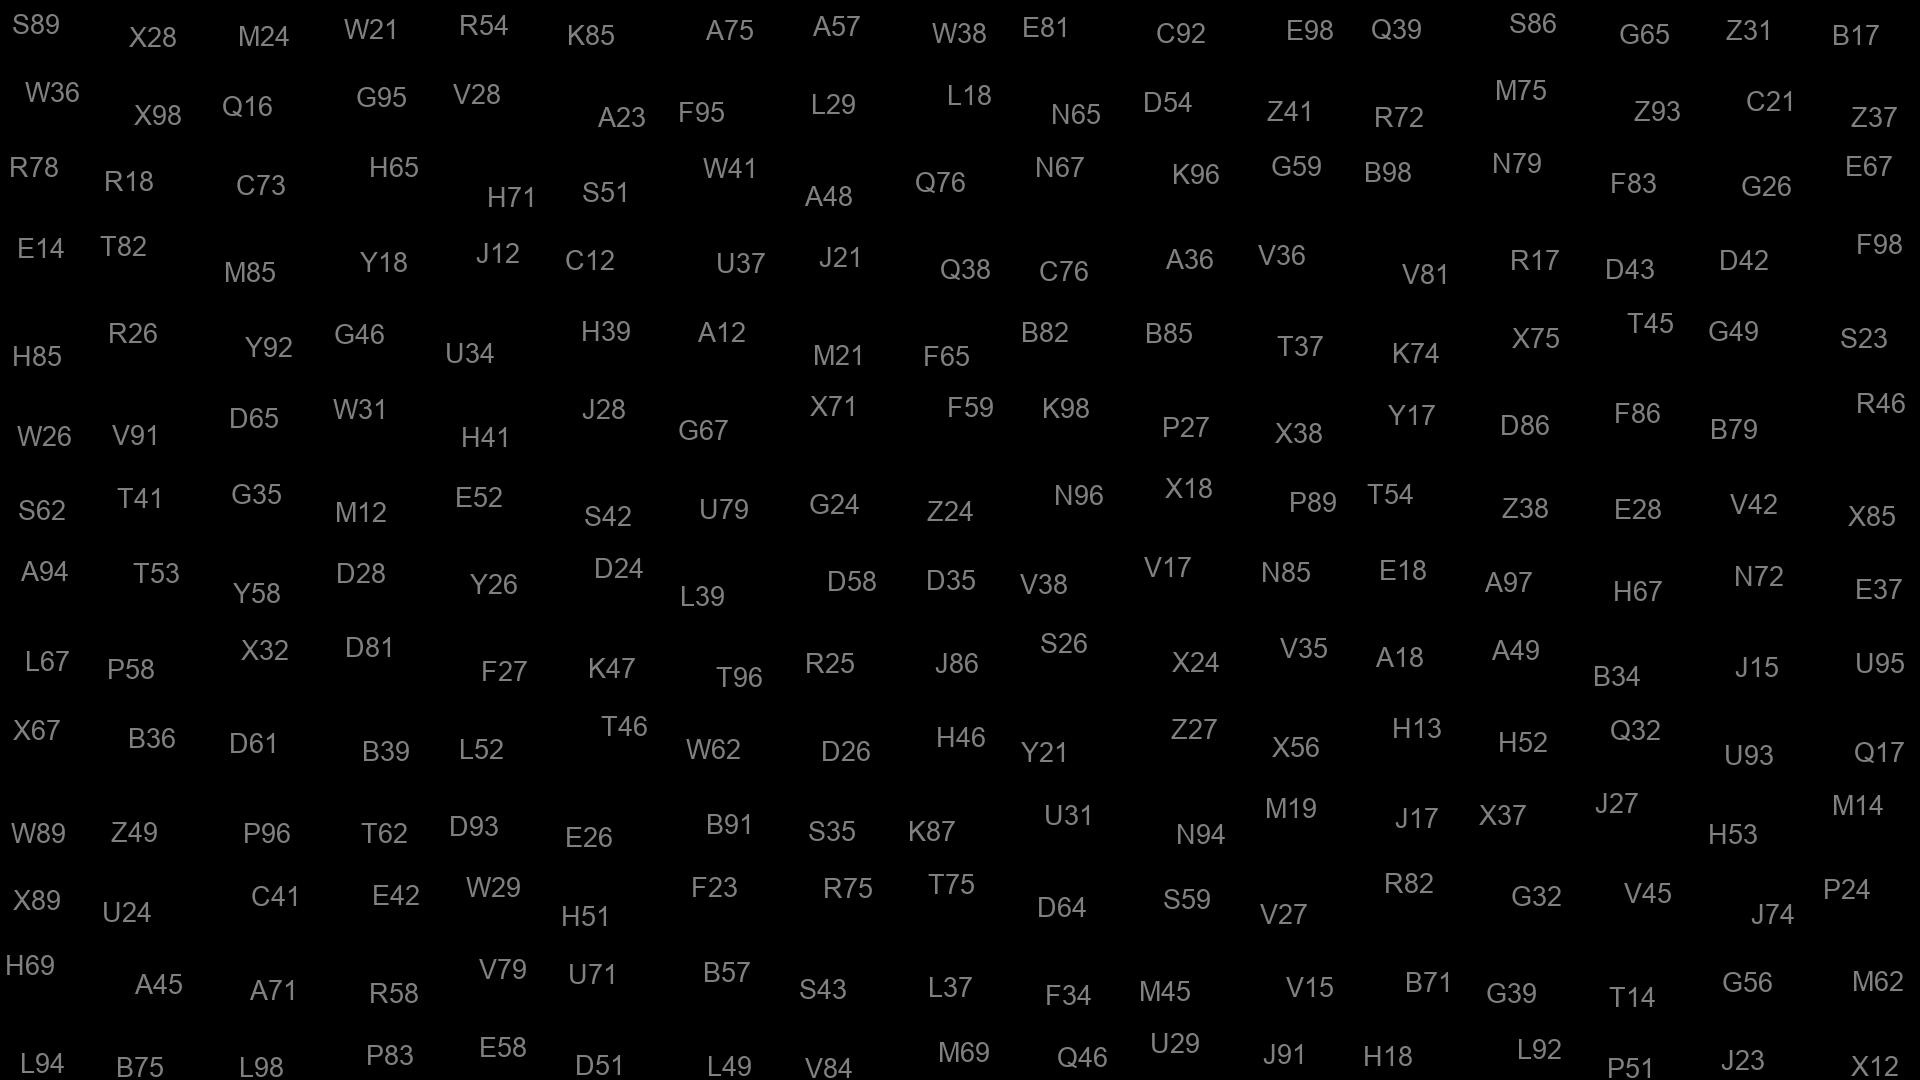 S89 X28 M24 W21 R54 K85 A75 A57 W38 E81 C92 E98 Q39 S86 G65 Z31 B17
W36 X98 Q16 G95 V28 A23 F95 L29 L18 N65 D54 Z41 R72 M75 Z93 C21 Z37
R78 R18 C73 H65 H71 S51 W41 A48 Q76 N67 K96 G59 B98 N79 F83 G26 E67
E14 T82 M85 Y18 J12 C12 U37 J21 Q38 C76 A36 V36 V81 R17 D43 D42 F98
H85 R26 Y92 G46 U34 H39 A12 M21 F65 B82 B85 T37 K74 X75 T45 G49 S23
W26 V91 D65 W31 H41 J28 G67 X71 F59 K98 P27 X38 Y17 D86 F86 B79 R46
S62 T41 G35 M12 E52 S42 U79 G24 Z24 N96 X18 P89 T54 Z38 E28 V42 X85
A94 T53 Y58 D28 Y26 D24 L39 D58 D35 V38 V17 N85 E18 A97 H67 N72 E37
L67 P58 X32 D81 F27 K47 T96 R25 J86 S26 X24 V35 A18 A49 B34 J15 U95
X67 B36 D61 B39 L52 T46 W62 D26 H46 Y21 Z27 X56 H13 H52 Q32 U93 Q17
W89 Z49 P96 T62 D93 E26 B91 S35 K87 U31 N94 M19 J17 X37 J27 H53 M14
X89 U24 C41 E42 W29 H51 F23 R75 T75 D64 S59 V27 R82 G32 V45 J74 P24
H69 A45 A71 R58 V79 U71 B57 S43 L37 F34 M45 V15 B71 G39 T14 G56 M62
L94 B75 L98 P83 E58 D51 L49 V84 M69 Q46 U29 J91 H18 L92 P51 J23 X12